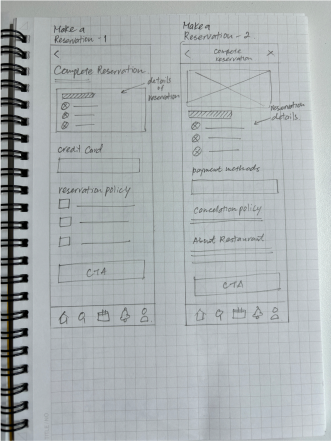 Make a
Reservation - 1
Complete Reservation
details of
reservation
credit Card
reservation policy
CTA
Make a
Reservation - 2
complete
reservation
reservation
details
payment methods
Cancelation policy
About Restaurant
CTA